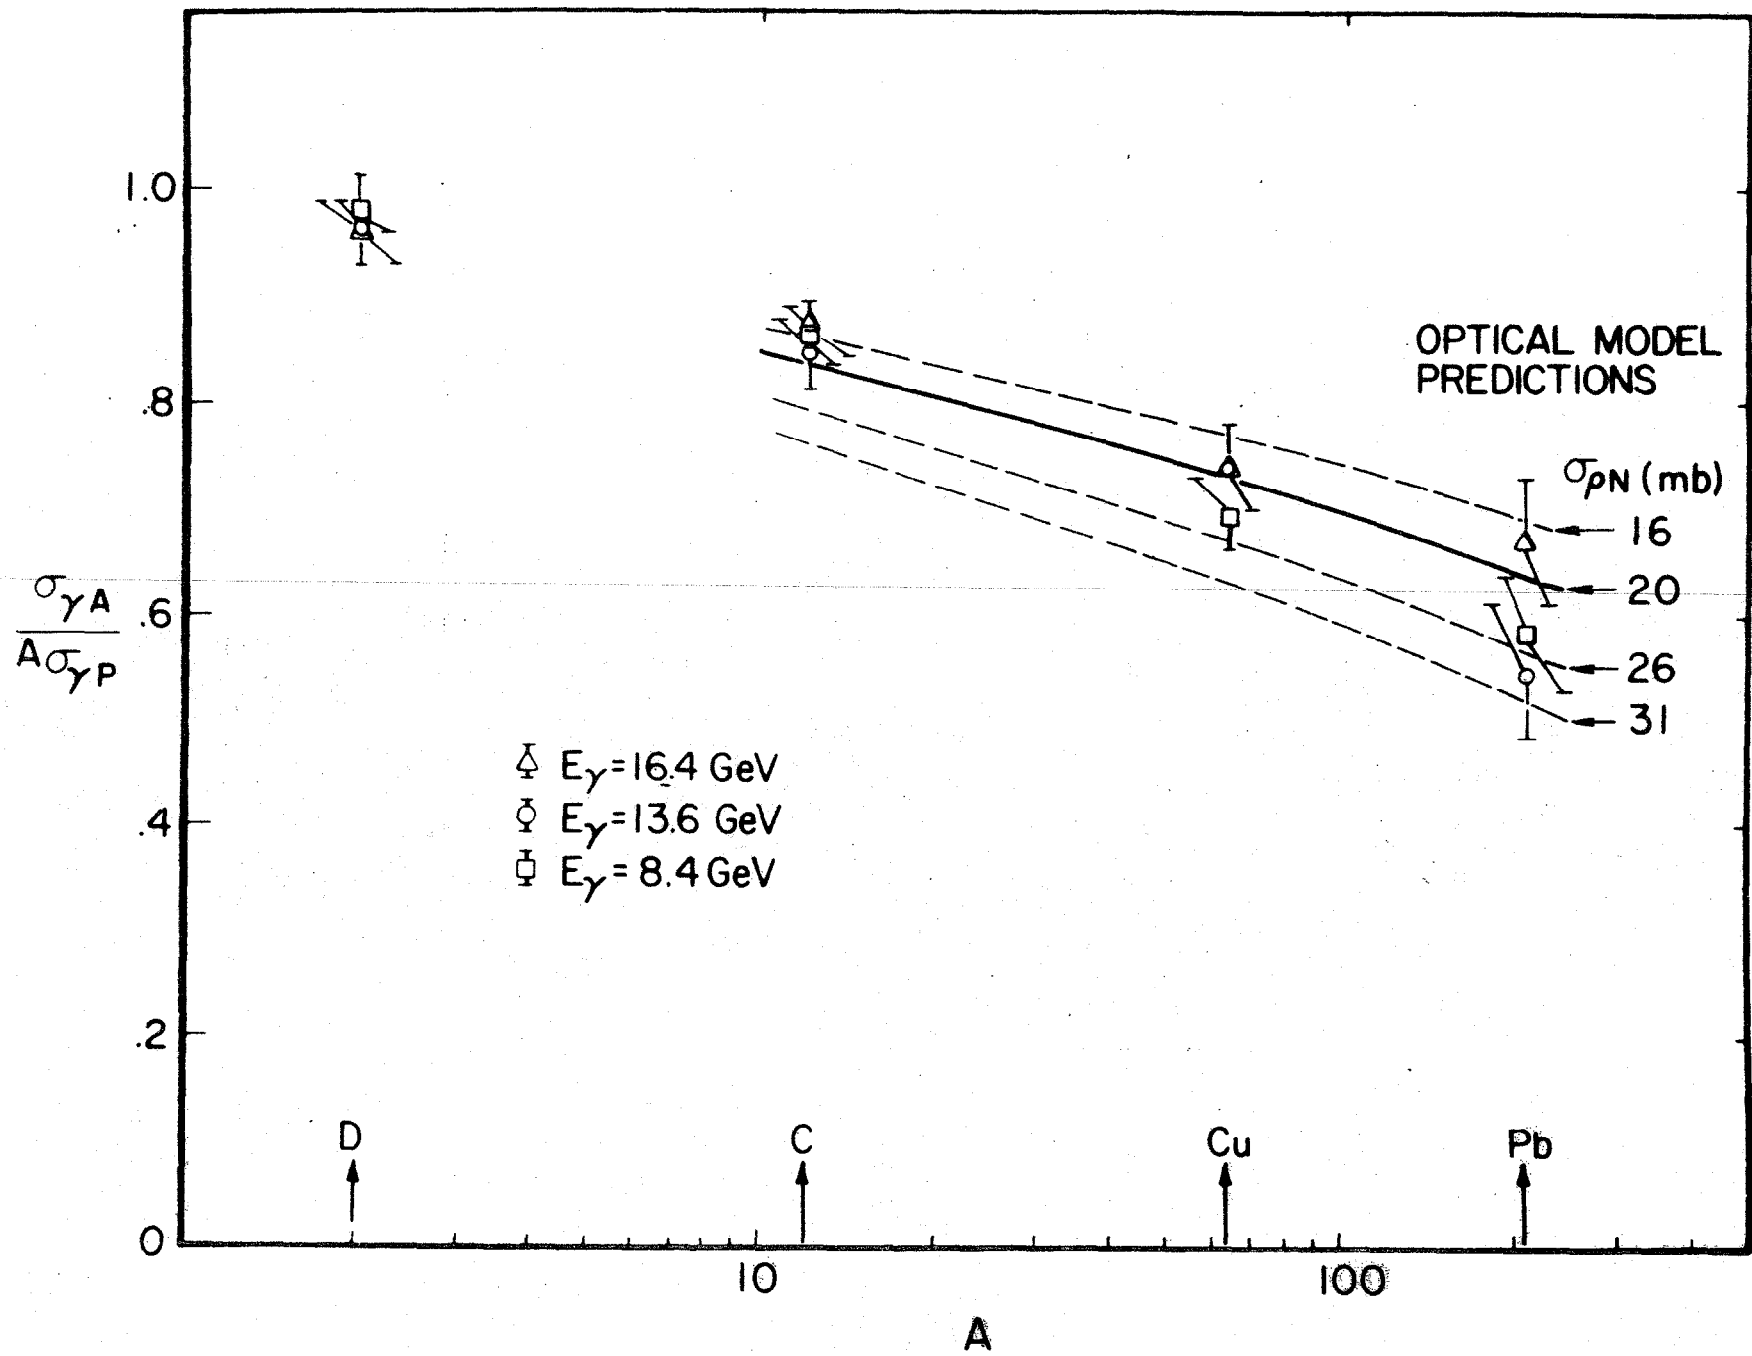 1.0
.8
.6
.4
.2
0
σγA
AσγP
OPTICAL MODEL
PREDICTIONS
σρN (mb)
16
20
26
31
Eγ=16.4 GeV
Eγ=13.6 GeV
Eγ=8.4 GeV
D
C
Cu
Pb
10
100
A